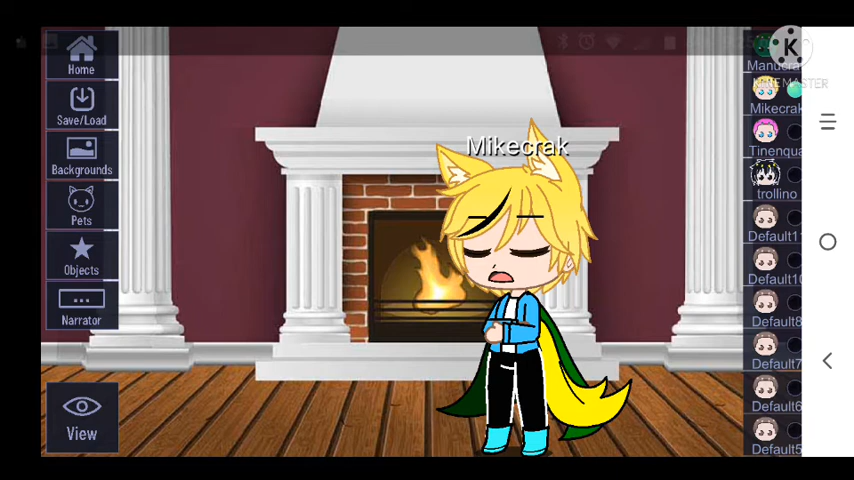 Home
Save/Load
Backgrounds
Pets
Objects
Narrator
View
Mikecrak
K
Mikecrak
Tinenqua
trollino
Default11
Default10
Default8
Default7
Default6
Default5